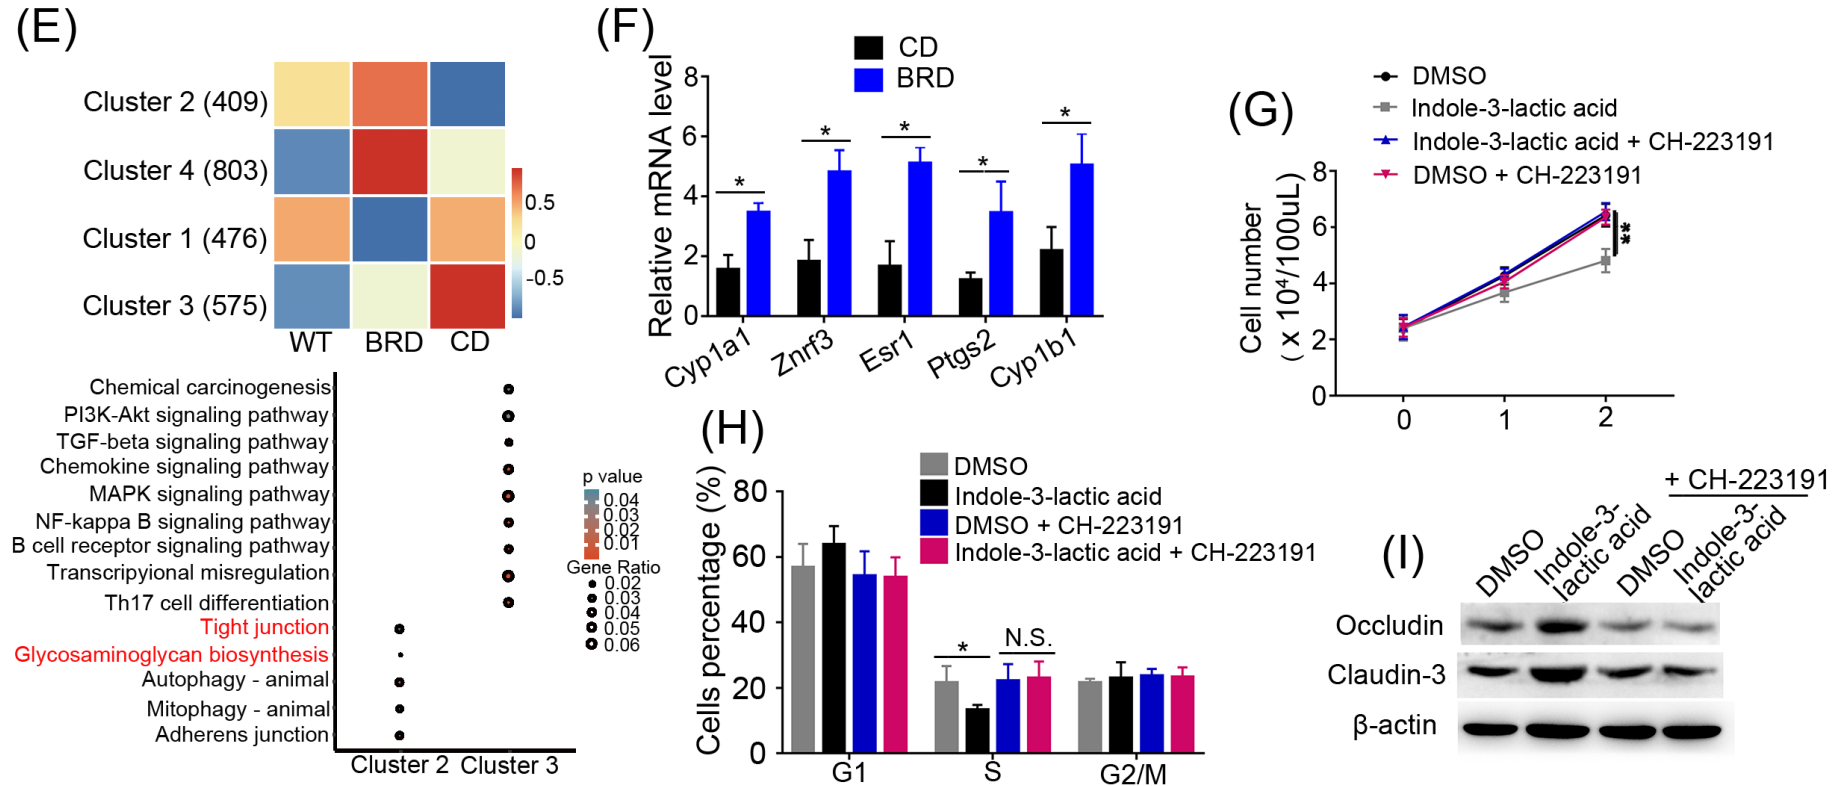 (E)
Cluster 2 (409)
Cluster 4 (803)
Cluster 1 (476)
Cluster 3 (575)
WT BRD CD
0.5
0
-0.5
Chemical carcinogenesis
PI3K-Akt signaling pathway
TGF-beta signaling pathway
Chemokine signaling pathway
MAPK signaling pathway
NF-kappa B signaling pathway
B cell receptor signaling pathway
Transcripyional misregulation
Th17 cell differentiation
Tight junction
Glycosaminoglycan biosynthesis
Autophagy - animal
Mitophagy - animal
Adherens junction
Cluster 2 Cluster 3
p value
0.04
0.03
0.02
0.01
Gene Ratio
0.02
0.03
0.04
0.05
0.06
(F)
CD
BRD
Relative mRNA level
8
6
4
2
0
* * * * *
Cyp1a1 Znrf3 Esr1 Ptgs2 Cyp1b1
(G)
DMSO
Indole-3-lactic acid
Indole-3-lactic acid + CH-223191
DMSO + CH-223191
Cell number
( x 10⁴/100uL)
8
6
4
2
0
**
0 1 2
(H)
DMSO
Indole-3-lactic acid
DMSO + CH-223191
Indole-3-lactic acid + CH-223191
Cells percentage (%)
80
60
40
20
0
* N.S.
G1 S G2/M
(I)
+ CH-223191
DMSO
Indole-3-
lactic acid
DMSO
Indole-3-
lactic acid
Occludin
Claudin-3
β-actin